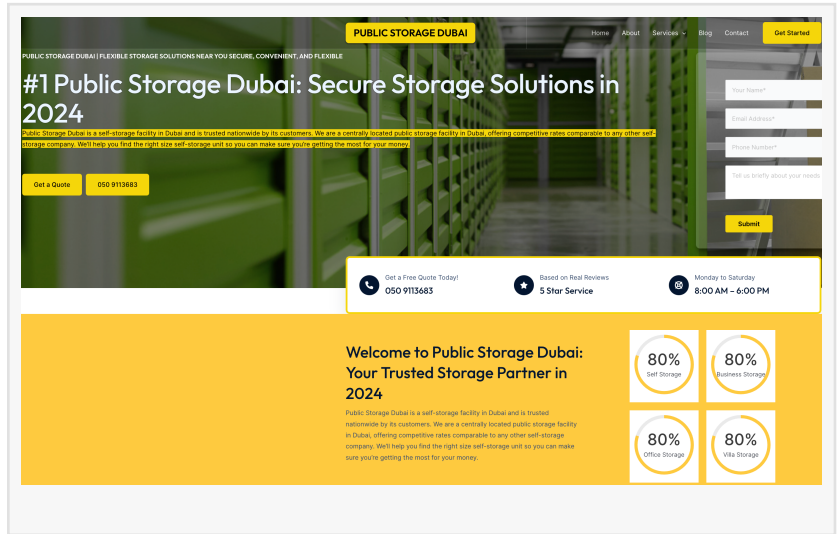 PUBLIC STORAGE DUBAI
Home
About
Services
Blog
Contact
Get Started
PUBLIC STORAGE DUBAI | FLEXIBLE STORAGE SOLUTIONS NEAR YOU SECURE, CONVENIENT, AND FLEXIBLE
#1 Public Storage Dubai: Secure Storage Solutions in
2024
Public Storage Dubai is a self-storage facility in Dubai and is trusted nationwide by its customers. We are a centrally located public storage facility in Dubai, offering competitive rates comparable to any other self-
storage company. We'll help you find the right size self-storage unit so you can make sure you're getting the most for your money.
Get a Quote
050 9113683
Your Name*
Email Address*
Phone Number*
Tell us briefly about your needs
Submit
Get a Free Quote Today!
050 9113683
Based on Real Reviews
5 Star Service
Monday to Saturday
8:00 AM – 6:00 PM
Welcome to Public Storage Dubai:
Your Trusted Storage Partner in
2024
Public Storage Dubai is a self-storage facility in Dubai and is trusted
nationwide by its customers. We are a centrally located public storage facility
in Dubai, offering competitive rates comparable to any other self-storage
company. We'll help you find the right size self-storage unit so you can make
sure you're getting the most for your money.
80%
Self Storage
80%
Business Storage
80%
Office Storage
80%
Villa Storage